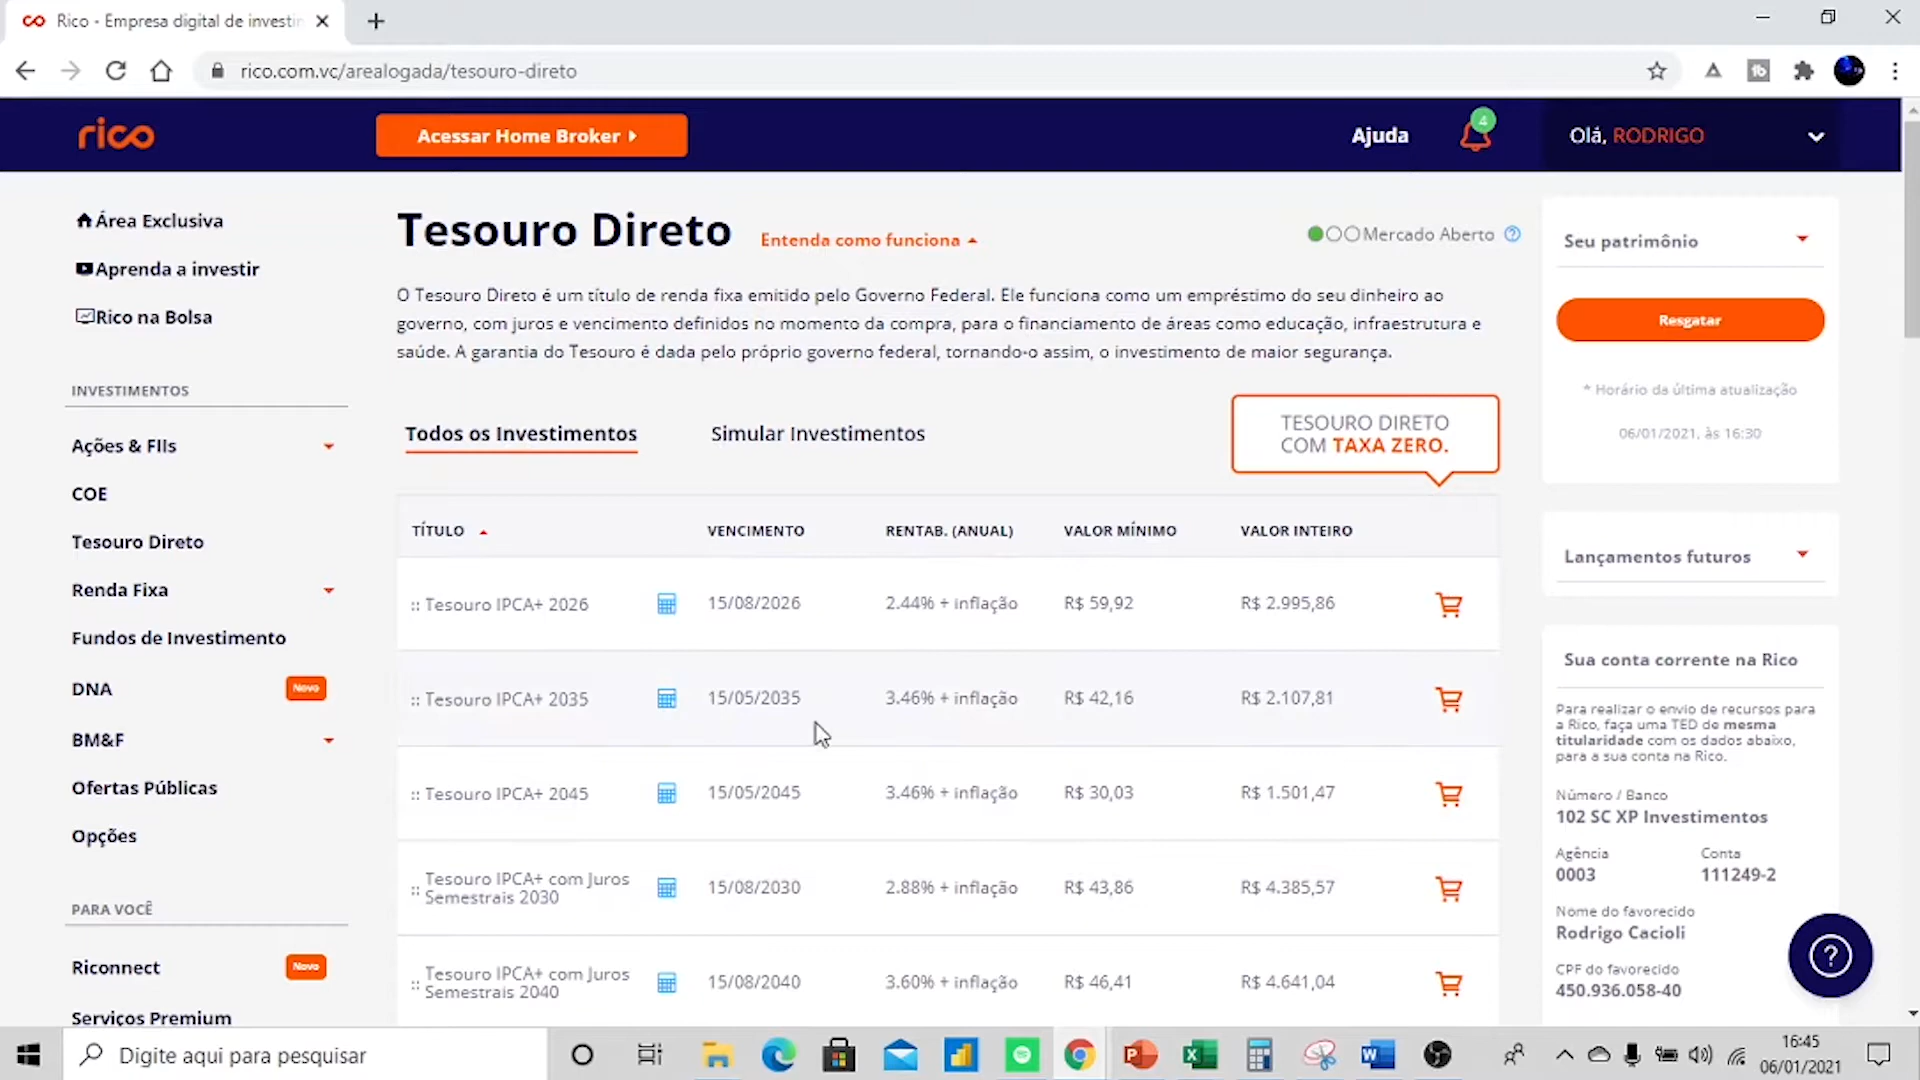 Rico - Empresa digital de investin
rico.com.vc/arealogada/tesouro-direto
rico
Acessar Home Broker
Ajuda
4
Olá, RODRIGO
Área Exclusiva
Aprenda a investir
Rico na Bolsa
INVESTIMENTOS
Ações & FIIs
COE
Tesouro Direto
Renda Fixa
Fundos de Investimento
DNA
Novo
BM&F
Ofertas Públicas
Opções
PARA VOCÊ
Riconnect
Novo
Serviços Premium
Tesouro Direto
Entenda como funciona
Mercado Aberto
O Tesouro Direto é um título de renda fixa emitido pelo Governo Federal. Ele funciona como um empréstimo do seu dinheiro ao
governo, com juros e vencimento definidos no momento da compra, para o financiamento de áreas como educação, infraestrutura e
saúde. A garantia do Tesouro é dada pelo próprio governo federal, tornando-o assim, o investimento de maior segurança.
Todos os Investimentos
Simular Investimentos
TESOURO DIRETO
COM TAXA ZERO.
TÍTULO VENCIMENTO RENTAB. (ANUAL) VALOR MÍNIMO VALOR INTEIRO
:: Tesouro IPCA+ 2026 15/08/2026 2.44% + inflação R$ 59,92 R$ 2.995,86
:: Tesouro IPCA+ 2035 15/05/2035 3.46% + inflação R$ 42,16 R$ 2.107,81
:: Tesouro IPCA+ 2045 15/05/2045 3.46% + inflação R$ 30,03 R$ 1.501,47
:: Tesouro IPCA+ com Juros
Semestrais 2030 15/08/2030 2.88% + inflação R$ 43,86 R$ 4.385,57
:: Tesouro IPCA+ com Juros
Semestrais 2040 15/08/2040 3.60% + inflação R$ 46,41 R$ 4.641,04
Seu patrimônio
Resgatar
* Horário da última atualização
06/01/2021, às 16:30
Lançamentos futuros
Sua conta corrente na Rico
Para realizar o envio de recursos para
a Rico, faça uma TED de mesma
titularidade com os dados abaixo,
para a sua conta na Rico.
Número / Banco
102 SC XP Investimentos
Agência Conta
0003 111249-2
Nome do favorecido
Rodrigo Cacioli
CPF do favorecido
450.936.058-40
?
Digite aqui para pesquisar
16:45
06/01/2021